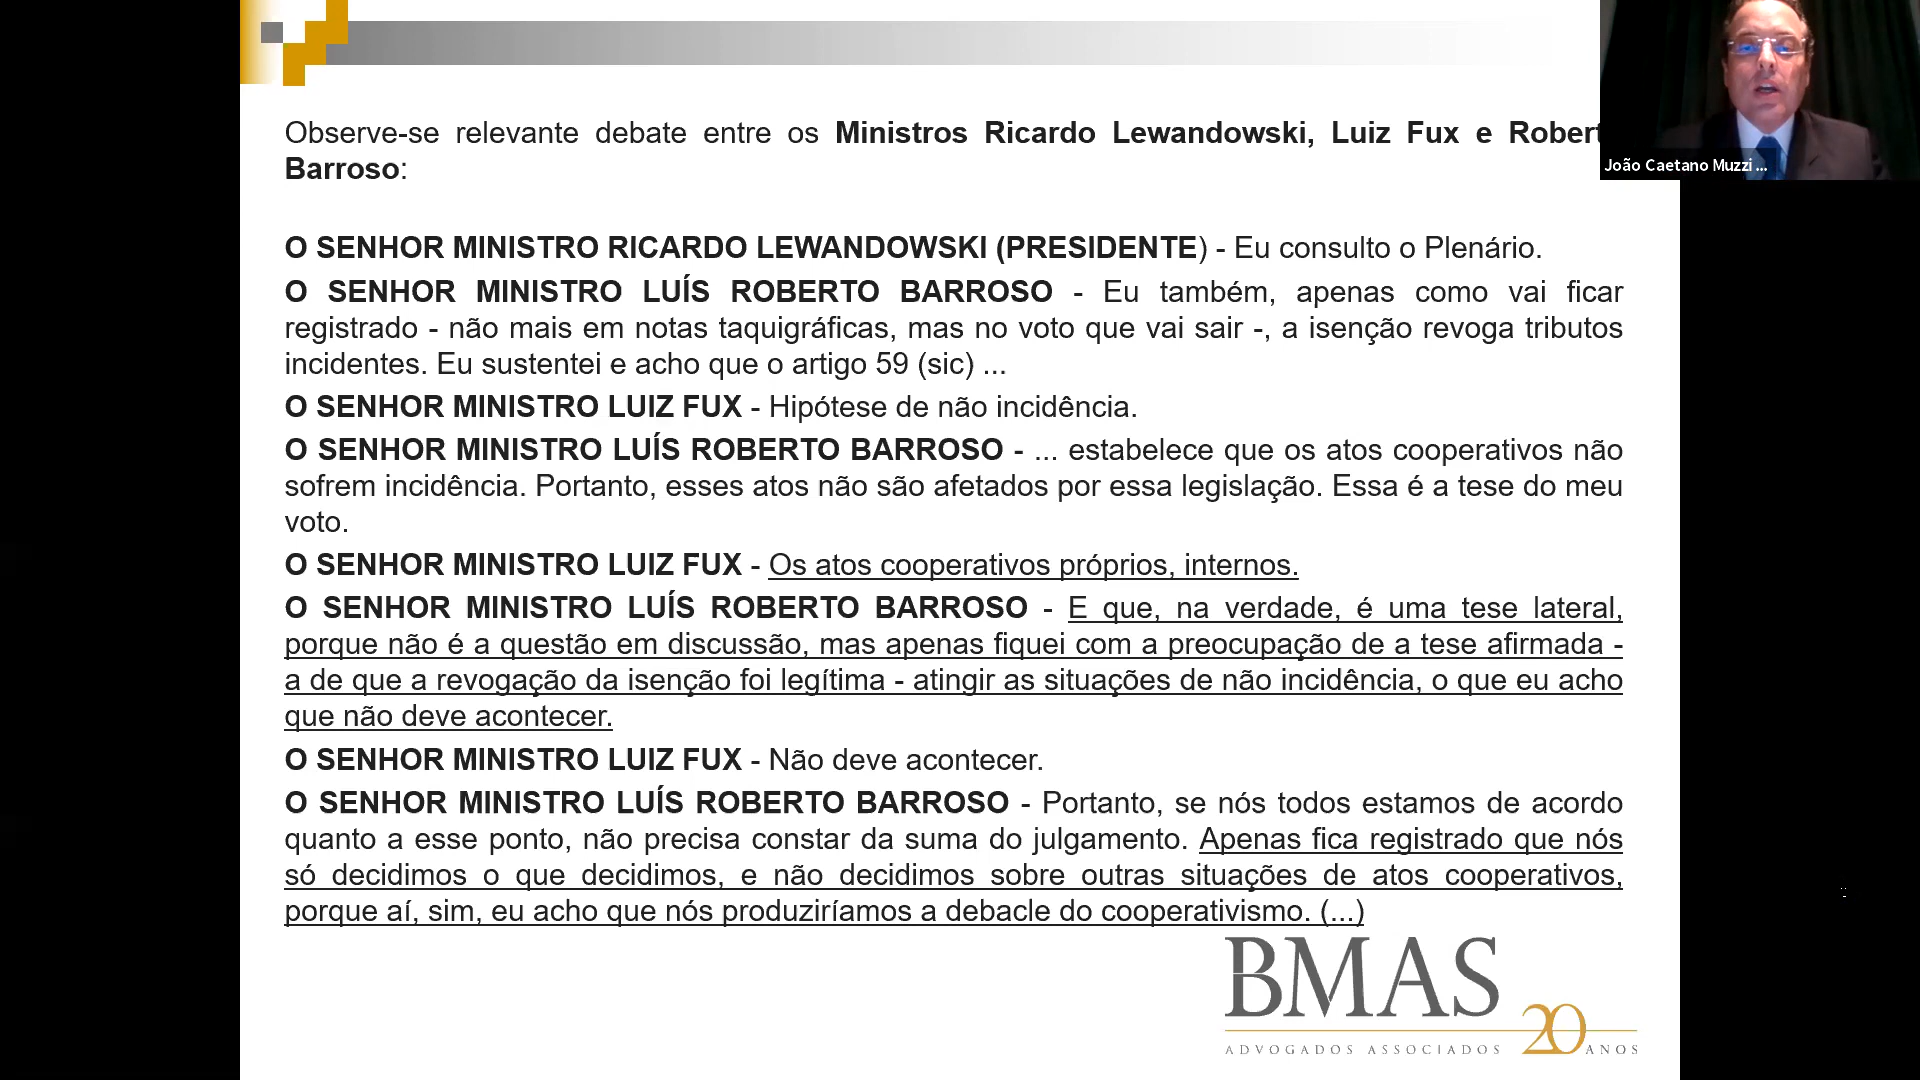 Observe-se relevante debate entre os Ministros Ricardo Lewandowski, Luiz Fux e Robert
Barroso:
O SENHOR MINISTRO RICARDO LEWANDOWSKI (PRESIDENTE) - Eu consulto o Plenário.
O SENHOR MINISTRO LUÍS ROBERTO BARROSO - Eu também, apenas como vai ficar
registrado - não mais em notas taquigráficas, mas no voto que vai sair -, a isenção revoga tributos
incidentes. Eu sustentei e acho que o artigo 59 (sic) ...
O SENHOR MINISTRO LUIZ FUX - Hipótese de não incidência.
O SENHOR MINISTRO LUÍS ROBERTO BARROSO - ... estabelece que os atos cooperativos não
sofrem incidência. Portanto, esses atos não são afetados por essa legislação. Essa é a tese do meu
voto.
O SENHOR MINISTRO LUIZ FUX - Os atos cooperativos próprios, internos.
O SENHOR MINISTRO LUÍS ROBERTO BARROSO - E que, na verdade, é uma tese lateral,
porque não é a questão em discussão, mas apenas fiquei com a preocupação de a tese afirmada -
a de que a revogação da isenção foi legítima - atingir as situações de não incidência, o que eu acho
que não deve acontecer.
O SENHOR MINISTRO LUIZ FUX - Não deve acontecer.
O SENHOR MINISTRO LUÍS ROBERTO BARROSO - Portanto, se nós todos estamos de acordo
quanto a esse ponto, não precisa constar da suma do julgamento. Apenas fica registrado que nós
só decidimos o que decidimos, e não decidimos sobre outras situações de atos cooperativos,
porque aí, sim, eu acho que nós produziríamos a debacle do cooperativismo. (...)
João Caetano Muzzi ...
BMAS
ADVOGADOS ASSOCIADOS 20 ANOS